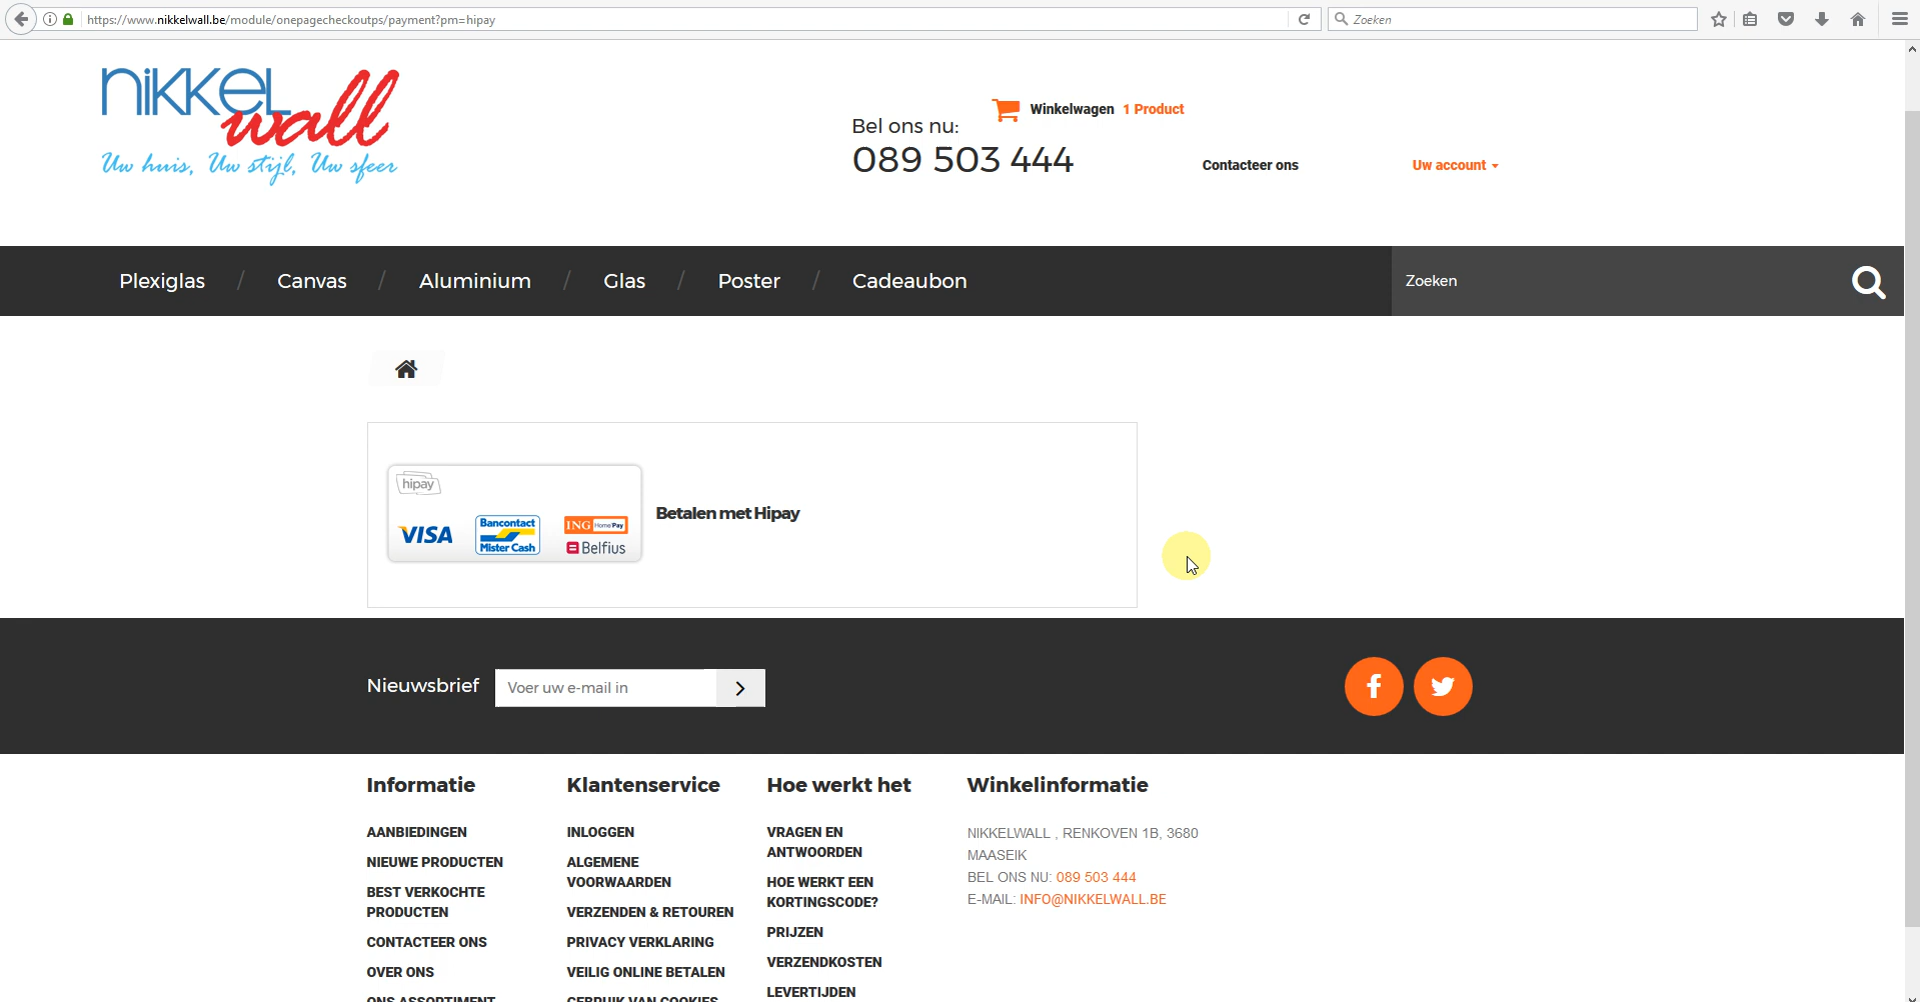 https://www.nikkelwall.be/module/onepagecheckoutps/payment?pm=hipay
Zoeken
nikkel
wall
Uw huis, Uw stijl, Uw sfeer
Winkelwagen 1 Product
Bel ons nu:
089 503 444
Contacteer ons
Uw account
Plexiglas / Canvas / Aluminium / Glas / Poster / Cadeaubon
Zoeken
hipay
VISA
Bancontact
Mister Cash
ING Home Pay
Belfius
Betalen met Hipay
Nieuwsbrief
Voer uw e-mail in
Informatie
AANBIEDINGEN
NIEUWE PRODUCTEN
BEST VERKOCHTE
PRODUCTEN
CONTACTEER ONS
OVER ONS
ONS ASSORTIMENT
Klantenservice
INLOGGEN
ALGEMENE
VOORWAARDEN
VERZENDEN & RETOUREN
PRIVACY VERKLARING
VEILIG ONLINE BETALEN
GEBRUIK VAN COOKIES
Hoe werkt het
VRAGEN EN
ANTWOORDEN
HOE WERKT EEN
KORTINGSCODE?
PRIJZEN
VERZENDKOSTEN
LEVERTIJDEN
Winkelinformatie
NIKKELWALL , RENKOVEN 1B, 3680
MAASEIK
BEL ONS NU: 089 503 444
E-MAIL: INFO@NIKKELWALL.BE